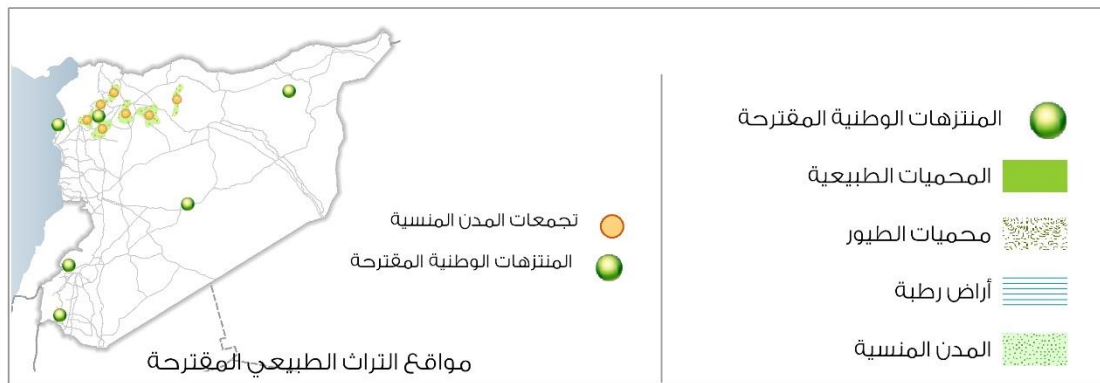 المنتزهات الوطنية المقترحة
المحميات الطبيعية
محميات الطيور
أراض رطبة
المدن المنسية
تجمعات المدن المنسية
المنتزهات الوطنية المقترحة
مواقع التراث الطبيعي المقترحة